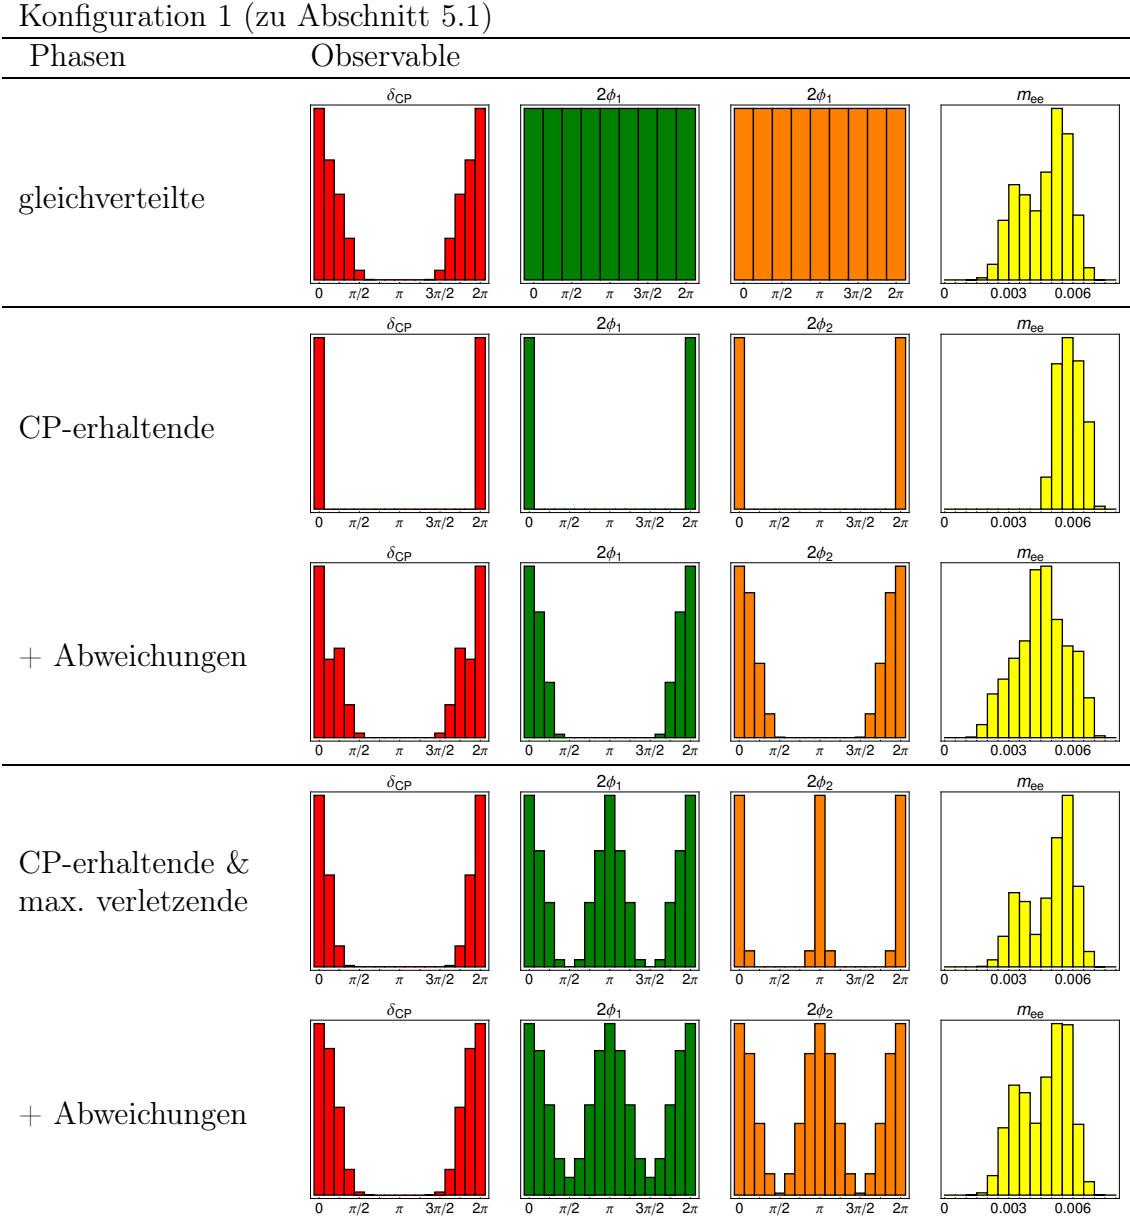 Konfiguration 1 (zu Abschnitt 5.1)
Phasen Observable
δCP 2ϕ1 2ϕ1 mee
gleichverteilte
0 π/2 π 3π/2 2π 0 π/2 π 3π/2 2π 0 π/2 π 3π/2 2π 0 0.003 0.006
δCP 2ϕ1 2ϕ2 mee
CP-erhaltende
0 π/2 π 3π/2 2π 0 π/2 π 3π/2 2π 0 π/2 π 3π/2 2π 0 0.003 0.006
δCP 2ϕ1 2ϕ2 mee
+ Abweichungen
0 π/2 π 3π/2 2π 0 π/2 π 3π/2 2π 0 π/2 π 3π/2 2π 0 0.003 0.006
δCP 2ϕ1 2ϕ2 mee
CP-erhaltende &
max. verletzende
0 π/2 π 3π/2 2π 0 π/2 π 3π/2 2π 0 π/2 π 3π/2 2π 0 0.003 0.006
δCP 2ϕ1 2ϕ2 mee
+ Abweichungen
0 π/2 π 3π/2 2π 0 π/2 π 3π/2 2π 0 π/2 π 3π/2 2π 0 0.003 0.006